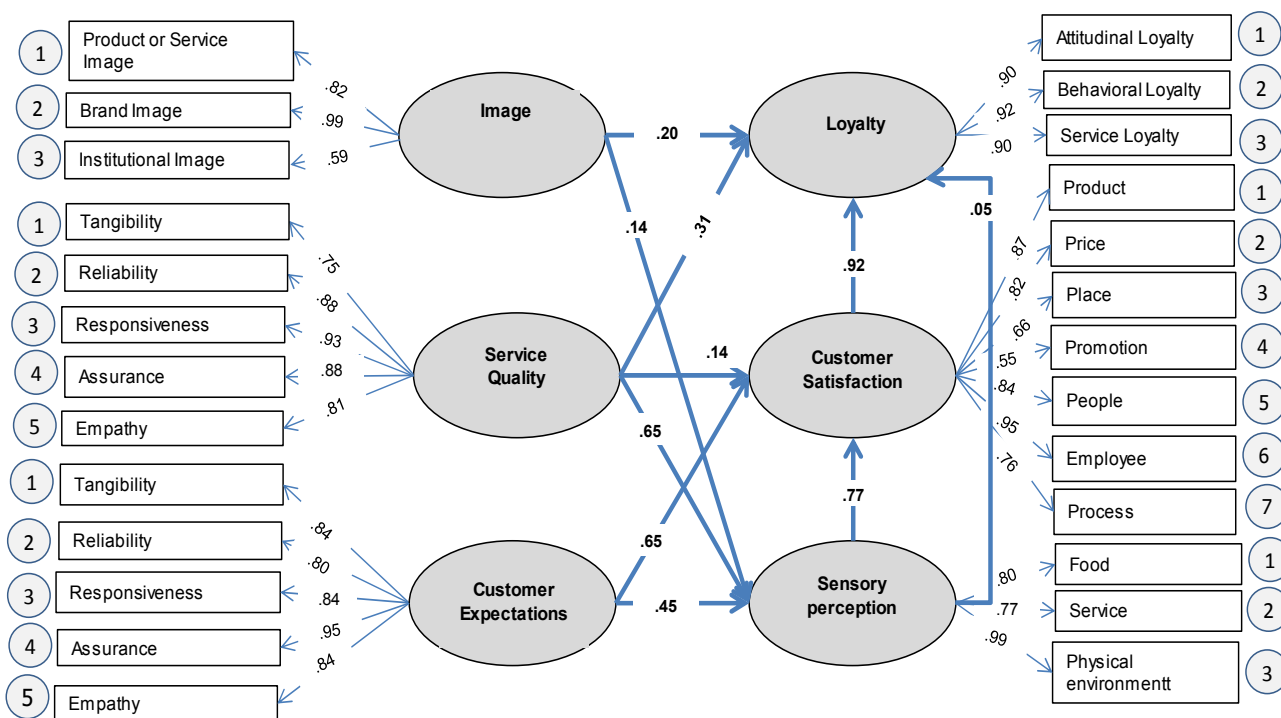 1
Product or Service
Image
2
Brand Image
3
Institutional Image
.82
.99
.59
Image
1
Tangibility
2
Reliability
3
Responsiveness
4
Assurance
5
Empathy
.75
.88
.93
.88
.81
Service
Quality
1
Tangibility
2
Reliability
3
Responsiveness
4
Assurance
5
Empathy
.84
.80
.84
.95
.84
Customer
Expectations
.20
.14
.31
.14
.65
.65
.45
.92
.77
.05
Loyalty
.90
.92
.90
Attitudinal Loyalty
1
Behavioral Loyalty
2
Service Loyalty
3
Customer
Satisfaction
.87
.82
.66
.55
.84
.95
.76
Product
1
Price
2
Place
3
Promotion
4
People
5
Employee
6
Process
7
Sensory
perception
.80
.77
.99
Food
1
Service
2
Physical
environmentt
3